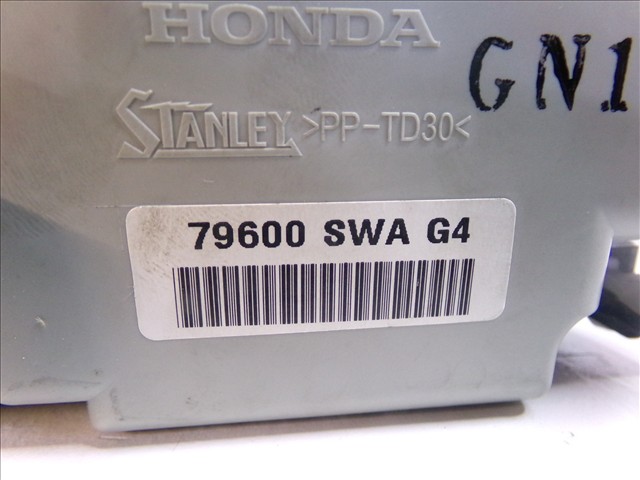 HONDA
GN1
STANLEY >PP-TD30<
79600 SWA G4